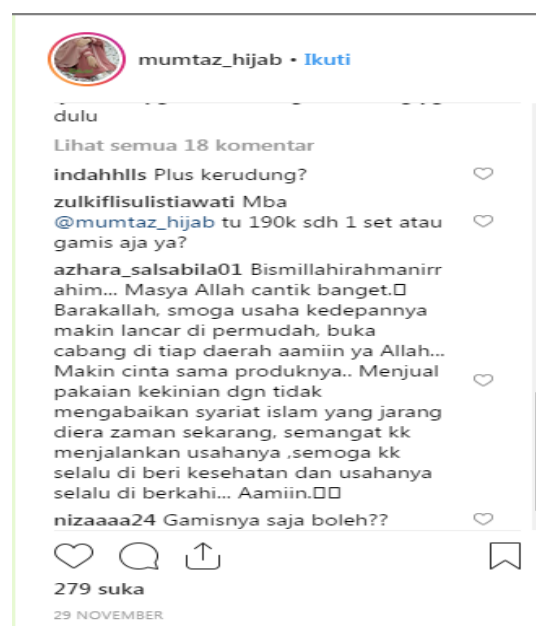 mumtaz_hijab • Ikuti
dulu
Lihat semua 18 komentar
indahhlls Plus kerudung?
zulkiflisulistiawati Mba
@mumtaz_hijab tu 190k sdh 1 set atau
gamis aja ya?
azhara_salsabila01 Bismillahirahmanirr
ahim... Masya Allah cantik banget.
Barakallah, smoga usaha kedepannya
makin lancar di permudah, buka
cabang di tiap daerah aamiin ya Allah...
Makin cinta sama produknya.. Menjual
pakaian kekinian dgn tidak
mengabaikan syariat islam yang jarang
diera zaman sekarang, semangat kk
menjalankan usahanya ,semoga kk
selalu di beri kesehatan dan usahanya
selalu di berkahi... Aamiin.
nizaaaa24 Gamisnya saja boleh??
279 suka
29 NOVEMBER